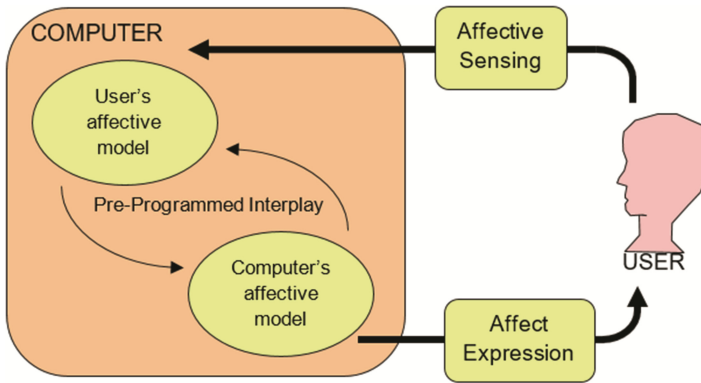 COMPUTER
Affective
Sensing
User's
affective
model
Pre-Programmed Interplay
Computer's
affective
model
USER
Affect
Expression